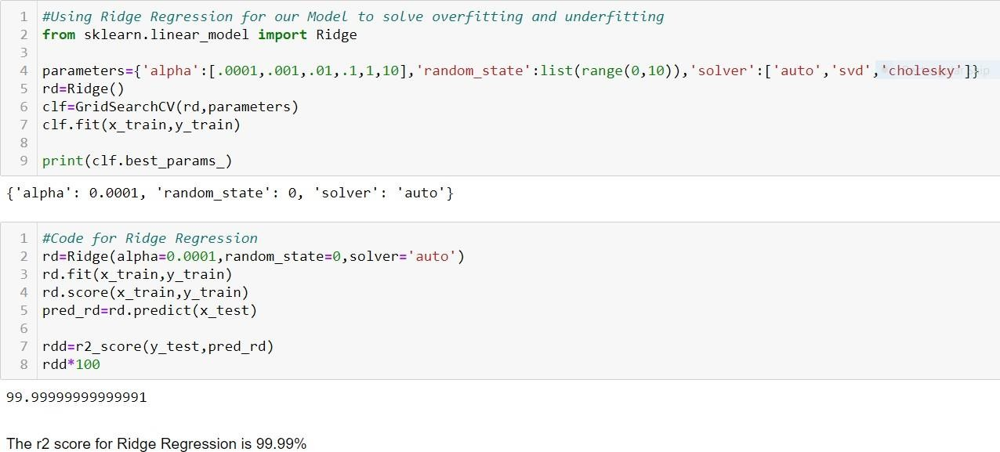 1 #Using Ridge Regression for our Model to solve overfitting and underfitting
2 from sklearn.linear_model import Ridge
3
4 parameters={'alpha':[.0001,.001,.01,.1,1,10],'random_state':list(range(0,10)),'solver':['auto','svd','cholesky']}
5 rd=Ridge()
6 clf=GridSearchCV(rd,parameters)
7 clf.fit(x_train,y_train)
8
9 print(clf.best_params_)
{'alpha': 0.0001, 'random_state': 0, 'solver': 'auto'}
1 #Code for Ridge Regression
2 rd=Ridge(alpha=0.0001,random_state=0,solver='auto')
3 rd.fit(x_train,y_train)
4 rd.score(x_train,y_train)
5 pred_rd=rd.predict(x_test)
6
7 rdd=r2_score(y_test,pred_rd)
8 rdd*100
99.99999999999991
The r2 score for Ridge Regression is 99.99%